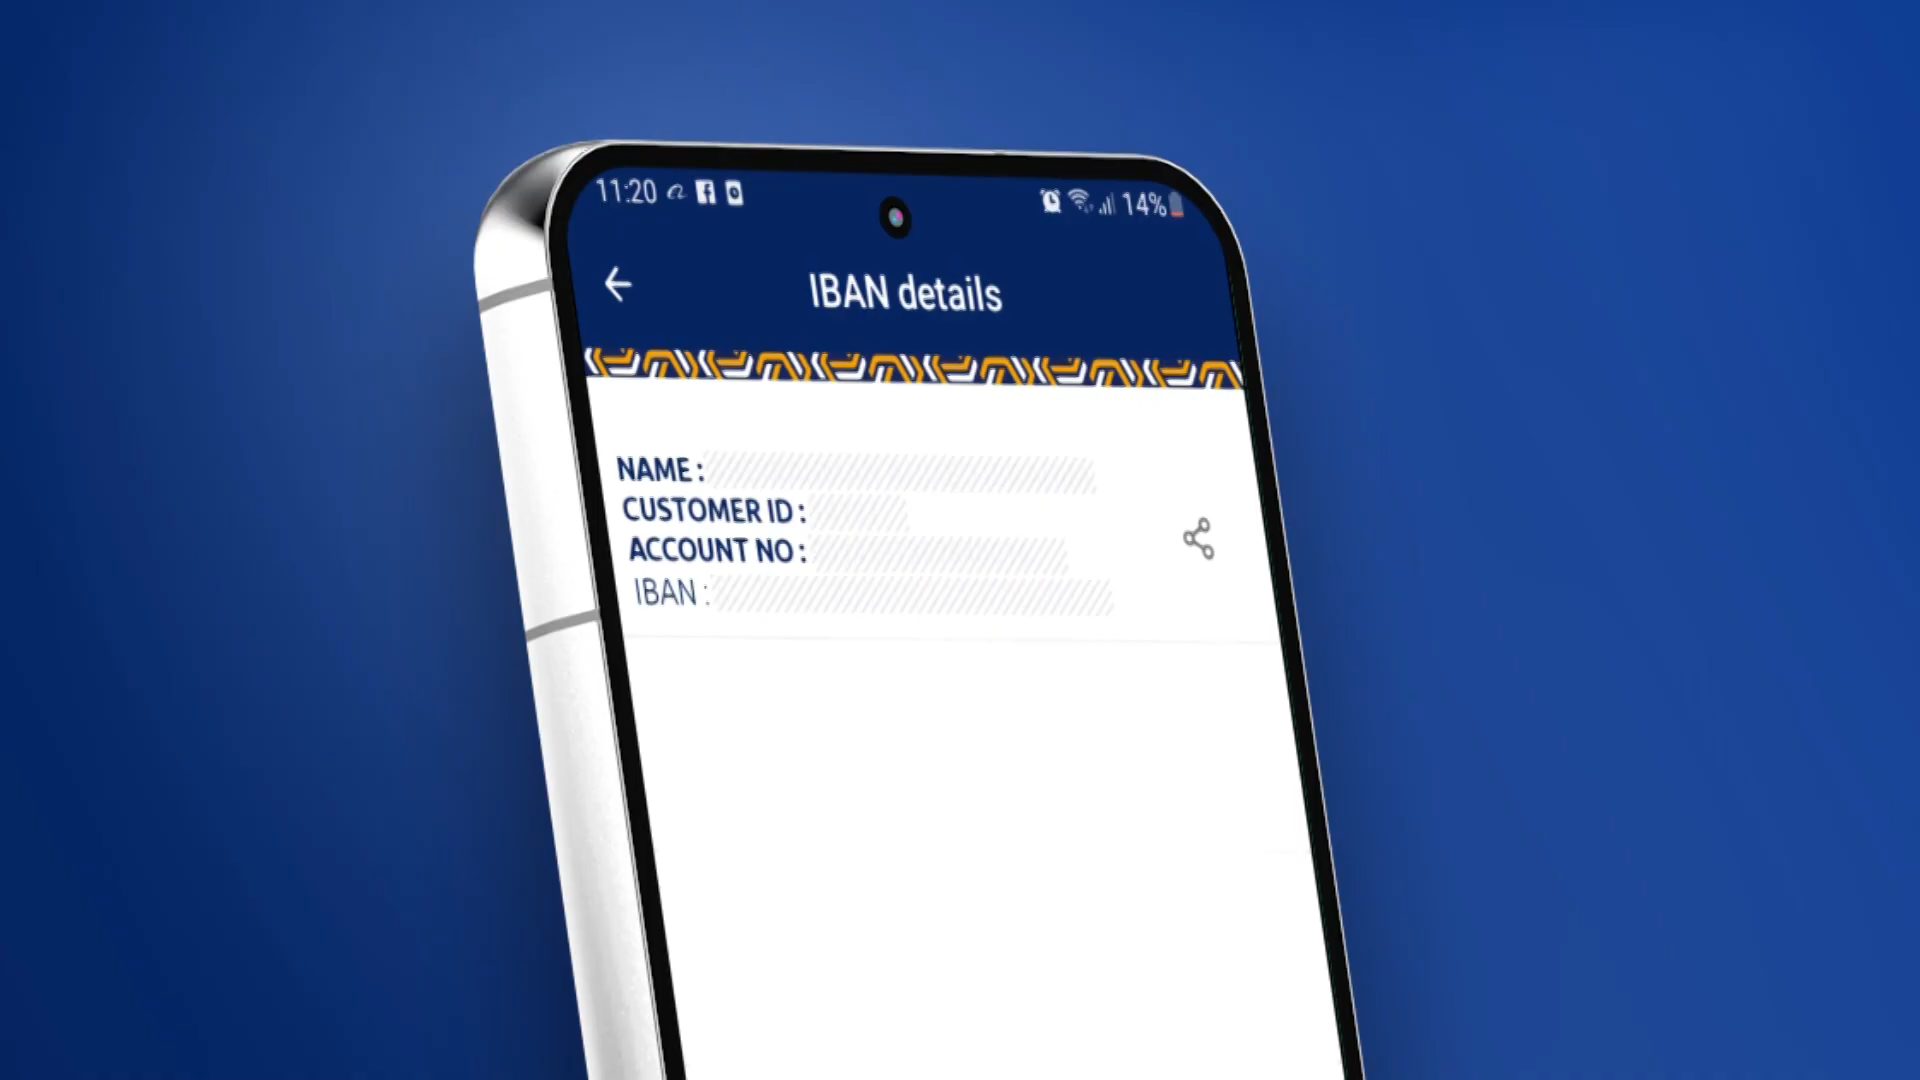 11:20
14%
IBAN details
NAME :
CUSTOMER ID :
ACCOUNT NO :
IBAN :